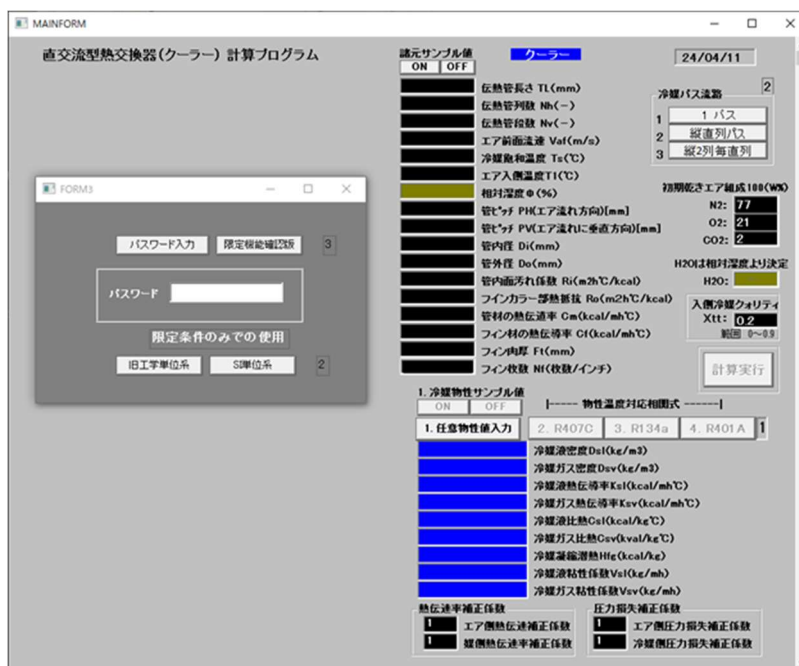 MAINFORM
直交流型熱交換器(クーラー) 計算プログラム
諸元サンプル値
ON OFF
クーラー
24/04/11
伝熱管長さ TL(mm)
伝熱管列数 Nh(-)
伝熱管段数 Nv(-)
エア前面流速 Vaf(m/s)
冷媒飽和温度 Ts(℃)
エア入側温度T1(℃)
相対湿度Φ(%)
管ピッチ PH(エア流れ方向)[mm]
管ピッチ PV(エア流れに垂直方向)[mm]
管内径 Di(mm)
管外径 Do(mm)
管内面汚れ係数 Ri(m2h℃/kcal)
フインカラー部熱抵抗 Ro(m2h℃/kcal)
管材の熱伝道率 Cm(kcal/mh℃)
フィン材の熱伝導率 Cf(kcal/mh℃)
フィン肉厚 Ft(mm)
フィン枚数 Nf(枚数/インチ)
冷媒パス流路
2
1 1 パス
2 縦直列パス
3 縦2列毎直列
初期乾きエア組成100(W%)
N2: 77
O2: 21
CO2: 2
H2Oは相対湿度より決定
H2O:
入側冷媒クォリティ
Xtt: 0.2
範囲 0～0.9
計算実行
FORM3
パスワード入力 限定機能確認版 3
パスワード
限定条件のみでの使用
旧工学単位系 SI単位系 2
1. 冷媒物性サンプル値
ON OFF
|----- 物性温度対応相関式 ------|
1. 任意物性値入力 2. R407C 3. R134a 4. R401A 1
冷媒液密度Dsl(kg/m3)
冷媒ガス密度Dsv(kg/m3)
冷媒液熱伝導率Ksl(kcal/mh℃)
冷媒ガス熱伝導率Ksv(kcal/mh℃)
冷媒液比熱Csl(kcal/kg℃)
冷媒ガス比熱Csv(kval/kg℃)
冷媒凝縮潜熱Hfg(kcal/kg)
冷媒液粘性係数Vsl(kg/mh)
冷媒ガス粘性係数Vsv(kg/mh)
熱伝達率補正係数
1 エア側熱伝達補正係数
1 媒側熱伝達率補正係数
圧力損失補正係数
1 エア側圧力損失補正係数
1 冷媒側圧力損失補正係数